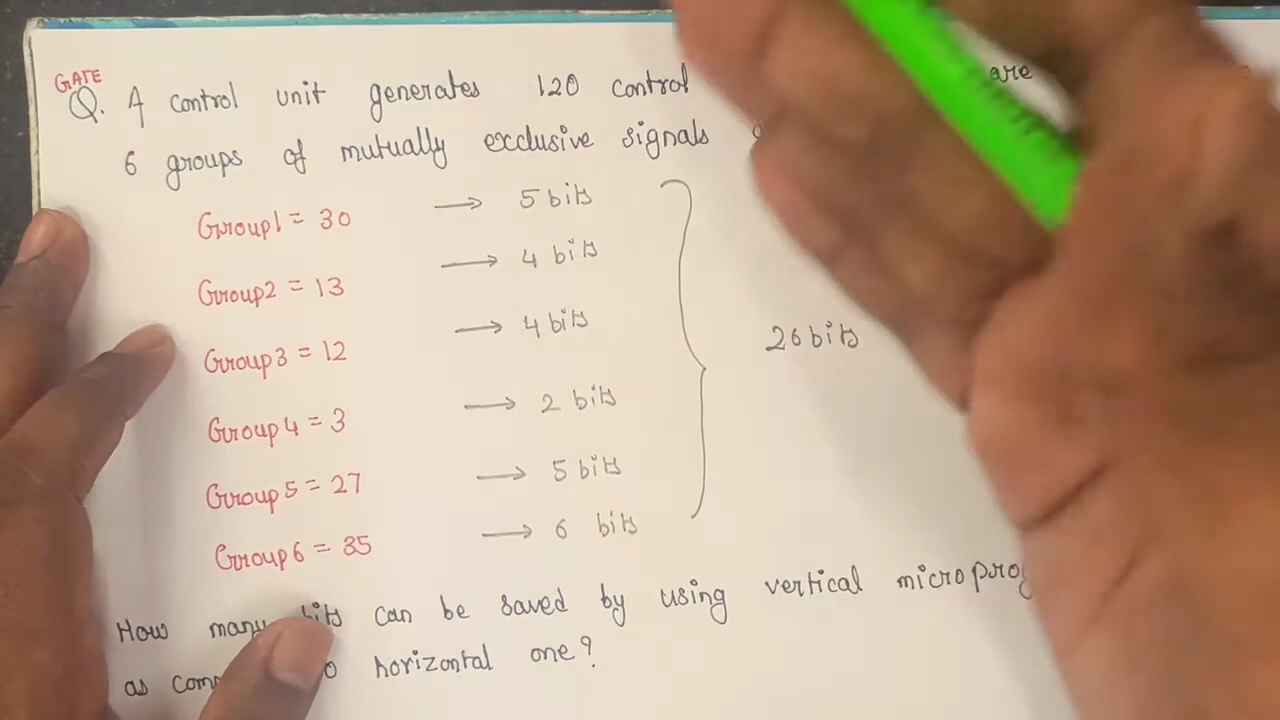 GATE
Q. A control unit generates 120 control are
6 groups of mutually exclusive signals
Group1 = 30 → 5 bits
Group2 = 13 → 4 bits
Group3 = 12 → 4 bits
Group4 = 3 → 2 bits
Group5 = 27 → 5 bits
Group6 = 35 → 6 bits
26 bits
How many bits can be saved by using vertical
as horizontal one?